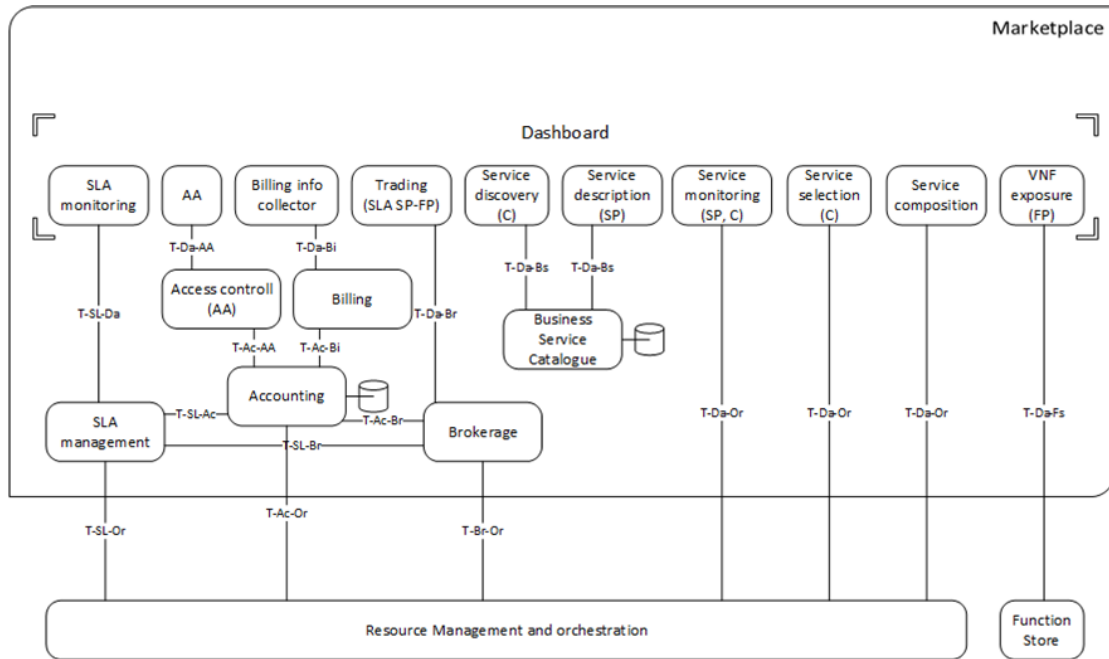 Marketplace
Dashboard
SLA
monitoring
AA
Billing info
collector
Trading
(SLA SP-FP)
Service
discovery
(C)
Service
description
(SP)
Service
monitoring
(SP, C)
Service
selection
(C)
Service
composition
VNF
exposure
(FP)
T-Da-AA
T-Da-Bi
T-Da-Bs
T-Da-Bs
Access controll
(AA)
Billing
T-SL-Da
T-Da-Br
Business
Service
Catalogue
T-Ac-AA
T-Ac-Bi
Accounting
T-SL-Ac
T-Ac-Br
T-Da-Or
T-Da-Or
T-Da-Or
T-Da-Fs
SLA
management
T-SL-Br
Brokerage
T-SL-Or
T-Ac-Or
T-Br-Or
Resource Management and orchestration
Function
Store